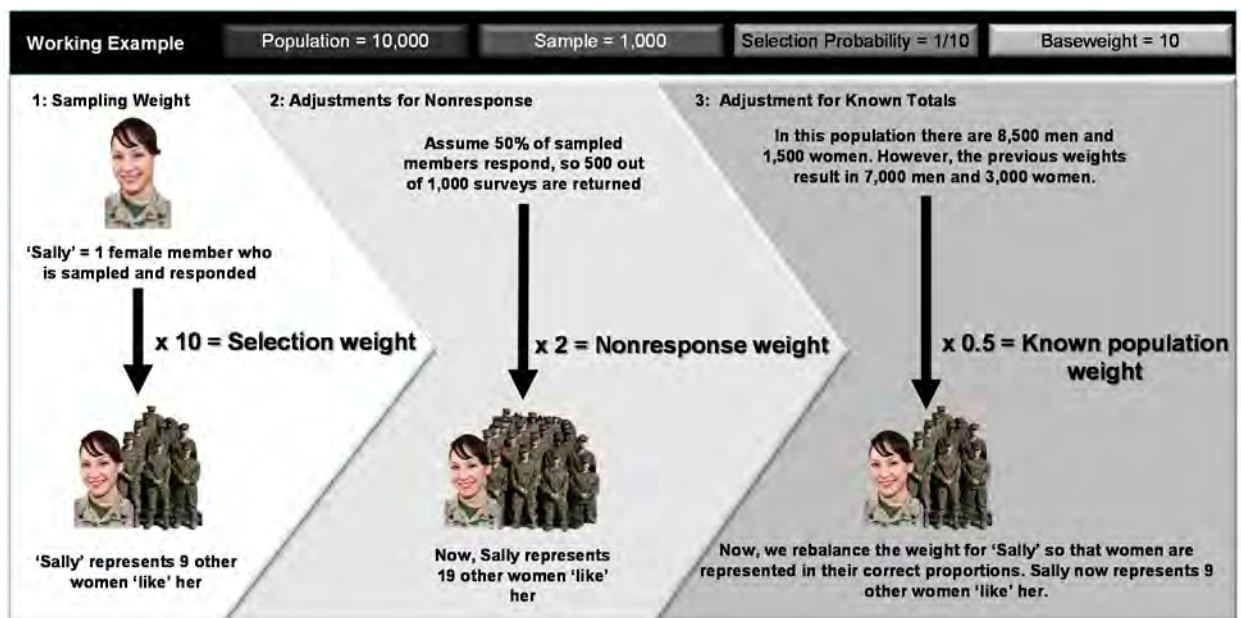 Working Example
Population = 10,000
Sample = 1,000
Selection Probability = 1/10
Baseweight = 10
1: Sampling Weight
‘Sally’ = 1 female member who
is sampled and responded
x 10 = Selection weight
‘Sally’ represents 9 other
women ‘like’ her
2: Adjustments for Nonresponse
Assume 50% of sampled
members respond, so 500 out
of 1,000 surveys are returned
x 2 = Nonresponse weight
Now, Sally represents
19 other women ‘like’
her
3: Adjustment for Known Totals
In this population there are 8,500 men and
1,500 women. However, the previous weights
result in 7,000 men and 3,000 women.
x 0.5 = Known population
weight
Now, we rebalance the weight for ‘Sally’ so that women are
represented in their correct proportions. Sally now represents 9
other women ‘like’ her.